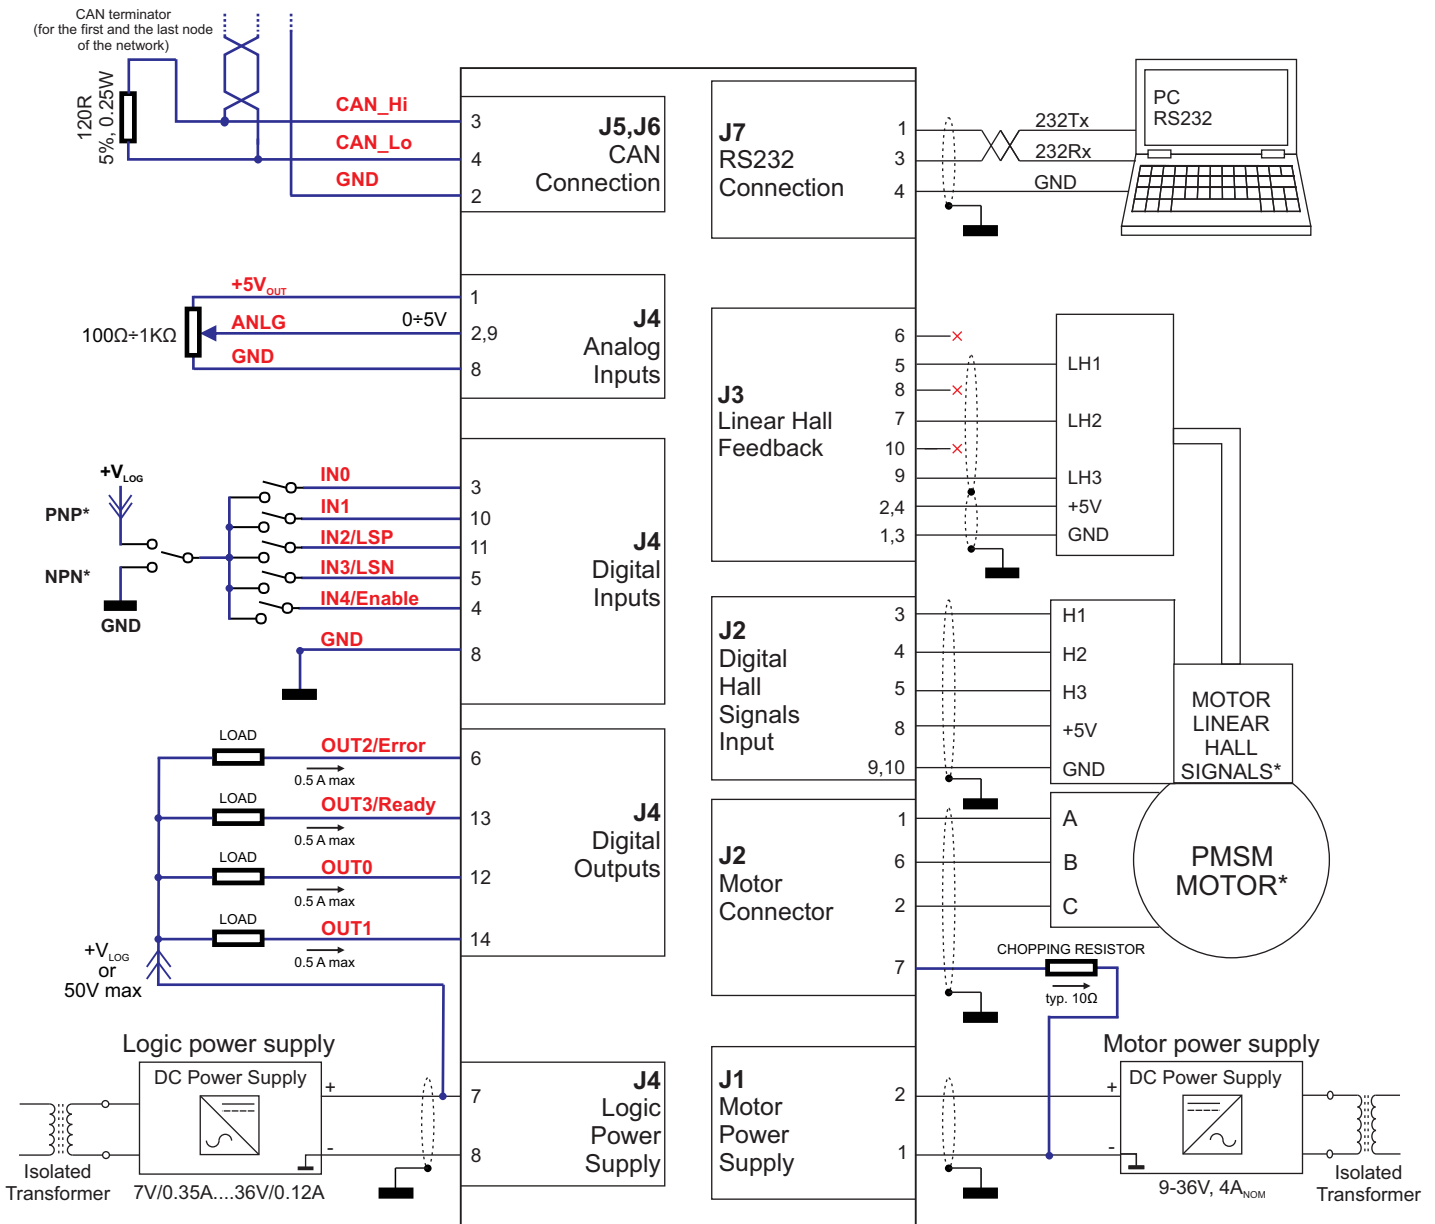 CAN terminator
(for the first and the last node
of the network)
120R
5%, 0.25W
CAN_Hi
3
CAN_Lo
4
GND
2
J5,J6
CAN
Connection
J7
RS232
Connection
1
3
4
232Tx
232Rx
GND
PC
RS232
+5VOUT
1
100Ω÷1KΩ
ANLG
0÷5V
2,9
GND
8
J4
Analog
Inputs
J3
Linear Hall
Feedback
6
5
8
7
10
9
2,4
1,3
LH1
LH2
LH3
+5V
GND
+VLOG
PNP*
NPN*
GND
IN0
3
IN1
10
IN2/LSP
11
IN3/LSN
5
IN4/Enable
4
GND
8
J4
Digital
Inputs
J2
Digital
Hall
Signals
Input
3
4
5
8
9,10
H1
H2
H3
+5V
GND
MOTOR
LINEAR
HALL
SIGNALS*
LOAD
OUT2/Error
0.5 A max
6
LOAD
OUT3/Ready
0.5 A max
13
LOAD
OUT0
0.5 A max
12
LOAD
OUT1
0.5 A max
14
+VLOG
or
50V max
J4
Digital
Outputs
J2
Motor
Connector
1
6
2
7
A
B
C
PMSM
MOTOR*
CHOPPING RESISTOR
typ. 10Ω
Logic power supply
DC Power Supply
+
-
Isolated
Transformer
7V/0.35A....36V/0.12A
7
8
J4
Logic
Power
Supply
J1
Motor
Power
Supply
2
1
Motor power supply
DC Power Supply
+
-
9-36V, 4ANOM
Isolated
Transformer